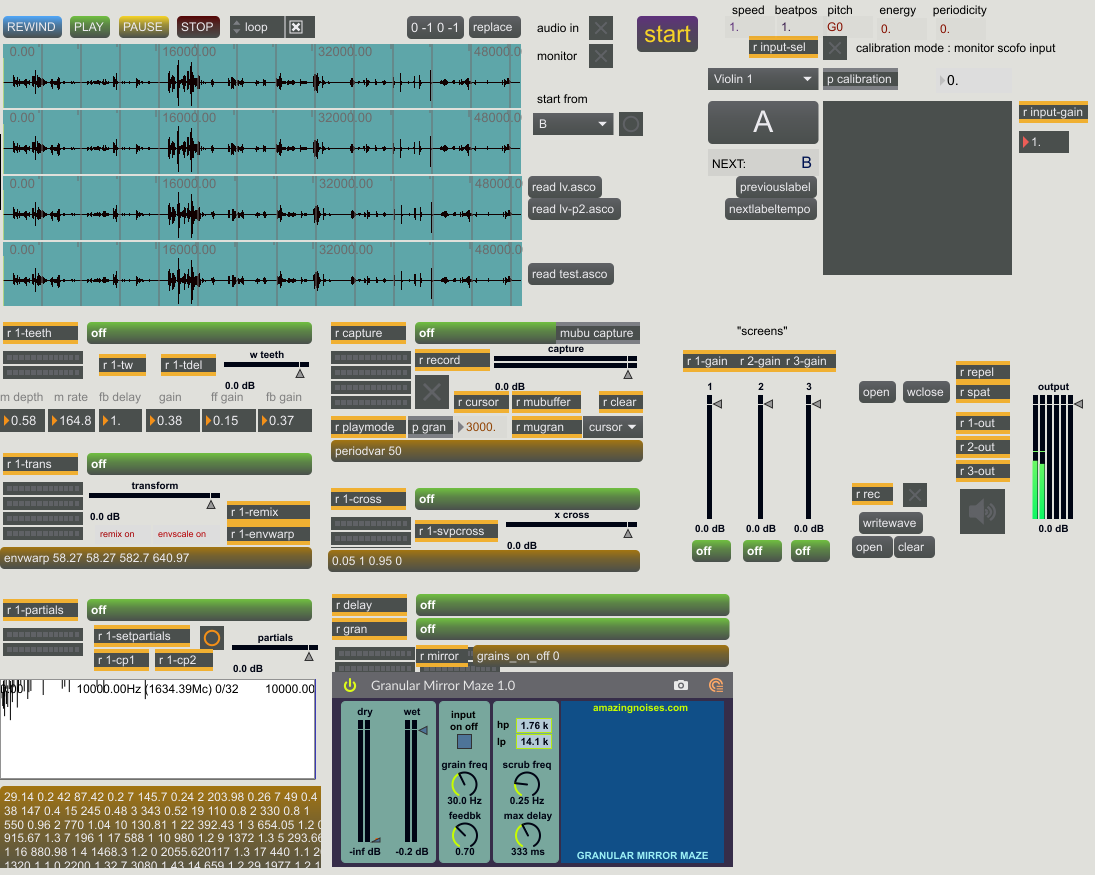 REWIND PLAY PAUSE STOP loop 0 -1 0 -1 replace
0.00 16000.00 32000.00 48000.0
0.00 16000.00 32000.00 48000.0
0.00 16000.00 32000.00 48000.0
0.00 16000.00 32000.00 48000.0
audio in
monitor
start from
B
read lv.asco
read lv-p2.asco
read test.asco
start
speed beatpos pitch energy periodicity
1. 1. G0 0. 0.
r input-sel calibration mode : monitor scofo input
Violin 1 p calibration 0.
A
r input-gain
1.
NEXT: B
previouslabel
nextlabeltempo
r 1-teeth off
r 1-tw r 1-tdel w teeth
0.0 dB
m depth m rate fb delay gain ff gain fb gain
0.58 164.8 1. 0.38 0.15 0.37
r 1-trans off
transform
0.0 dB
r 1-remix
remix on envscale on r 1-envwarp
envwarp 58.27 58.27 582.7 640.97
r 1-partials off
r 1-setpartials partials
r 1-cp1 r 1-cp2 0.0 dB
10000.00Hz (1634.39Mc) 0/32 10000.00
29.14 0.2 42 87.42 0.2 7 145.7 0.24 2 203.98 0.26 7 49 0.4
38 147 0.4 15 245 0.48 3 343 0.52 19 110 0.8 2 330 0.8 1
550 0.96 2 770 1.04 10 130.81 1 22 392.43 1 3 654.05 1.2
915.67 1.3 7 196 1 17 588 1 10 980 1.2 9 1372 1.3 5 293.66
1 16 880.98 1 4 1468.3 1.2 0 2055.620117 1.3 17 440 1.1
1320 1.1 0 2200 1.32 7 3080 1.43 14 659 1.2 29 1977 1.2
r capture off mubu capture
r record capture
0.0 dB
r cursor r mubuffer r clear
r playmode p gran 3000. r mugran cursor
periodvar 50
r 1-cross off
r 1-svpcross x cross
0.0 dB
0.05 1 0.95 0
r delay off
r gran off
r mirror grains_on_off 0
Granular Mirror Maze 1.0
dry wet
-inf dB -0.2 dB
input
on off
grain freq
30.0 Hz
feedbk
0.70
hp 1.76 k
lp 14.1 k
scrub freq
0.25 Hz
max delay
333 ms
amazingnoises.com
GRANULAR MIRROR MAZE
"screens"
r 1-gain r 2-gain r 3-gain
1 2 3
0.0 dB 0.0 dB 0.0 dB
off off off
open wclose
r rec
writewave
open clear
r repel
r spat
r 1-out
r 2-out
r 3-out
output
0.0 dB